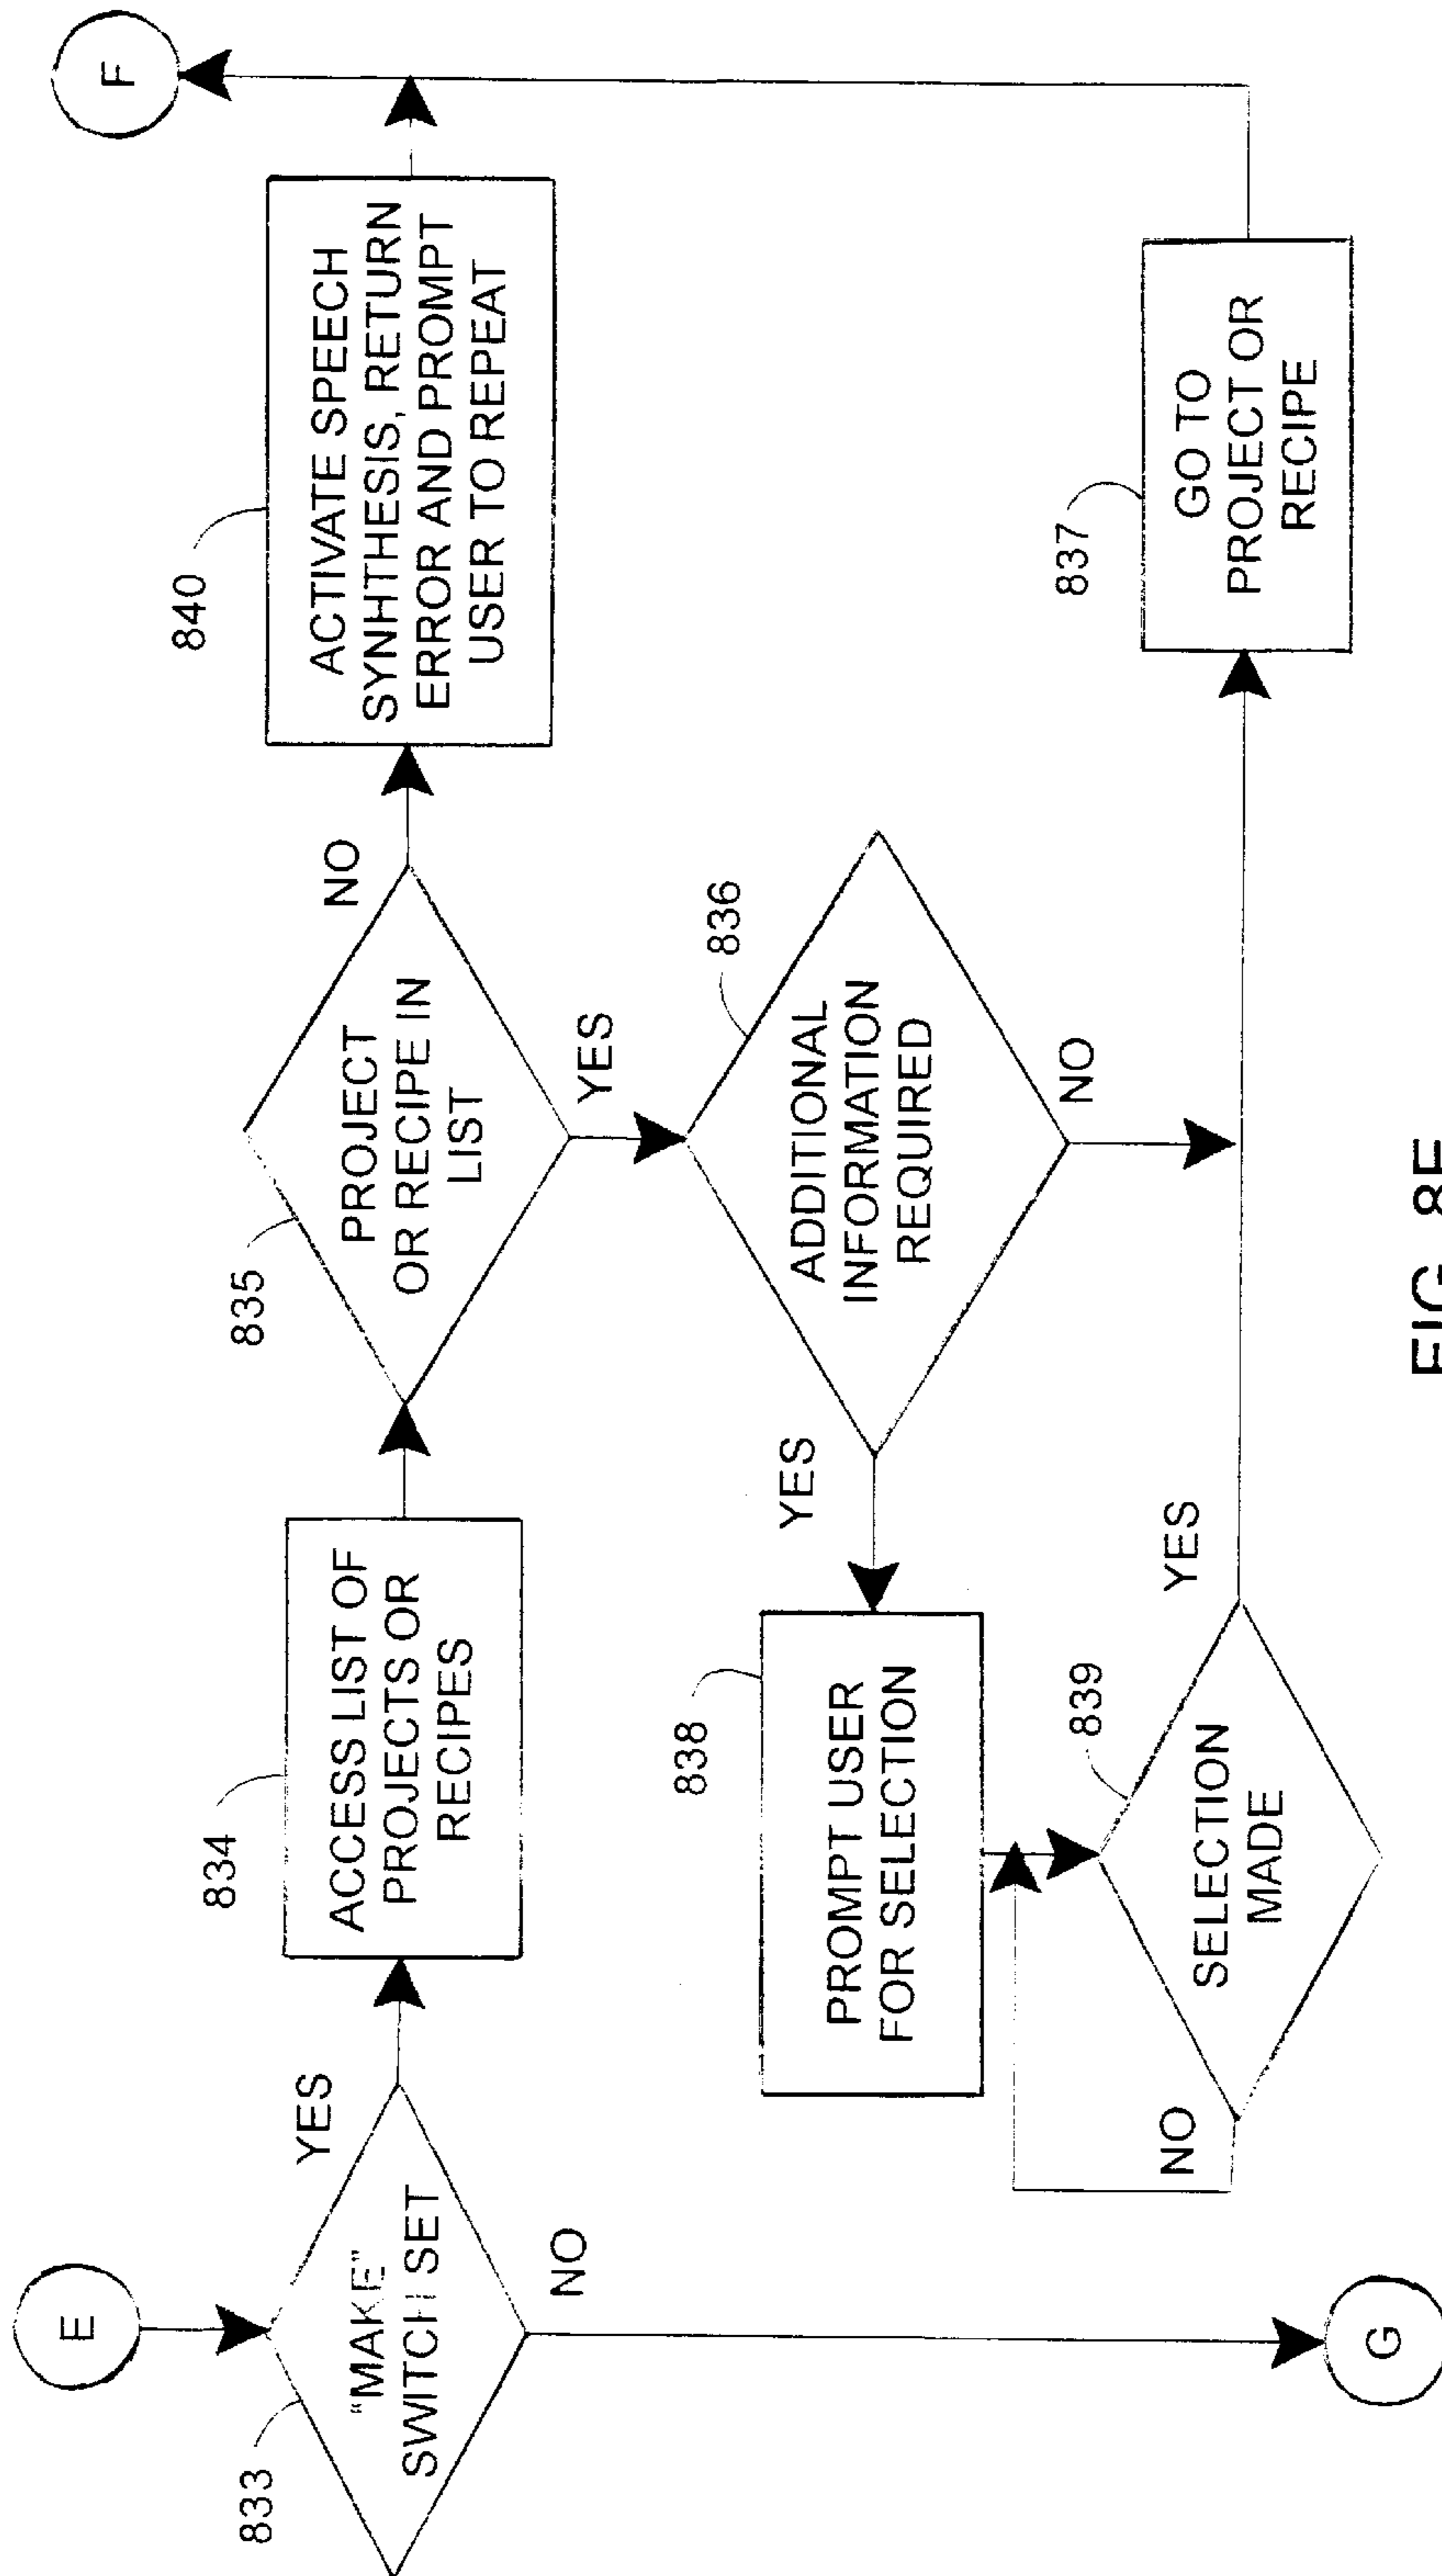 E
833
"MAKE"
SWITCH SET
YES
NO
G
834
ACCESS LIST OF
PROJECTS OR
RECIPES
835
PROJECT
OR RECIPE IN
LIST
NO
YES
840
ACTIVATE SPEECH
SYNHTHESIS, RETURN
ERROR AND PROMPT
USER TO REPEAT
F
836
ADDITIONAL
INFORMATION
REQUIRED
YES
NO
838
PROMPT USER
FOR SELECTION
839
SELECTION
MADE
NO
YES
837
GO TO
PROJECT OR
RECIPE